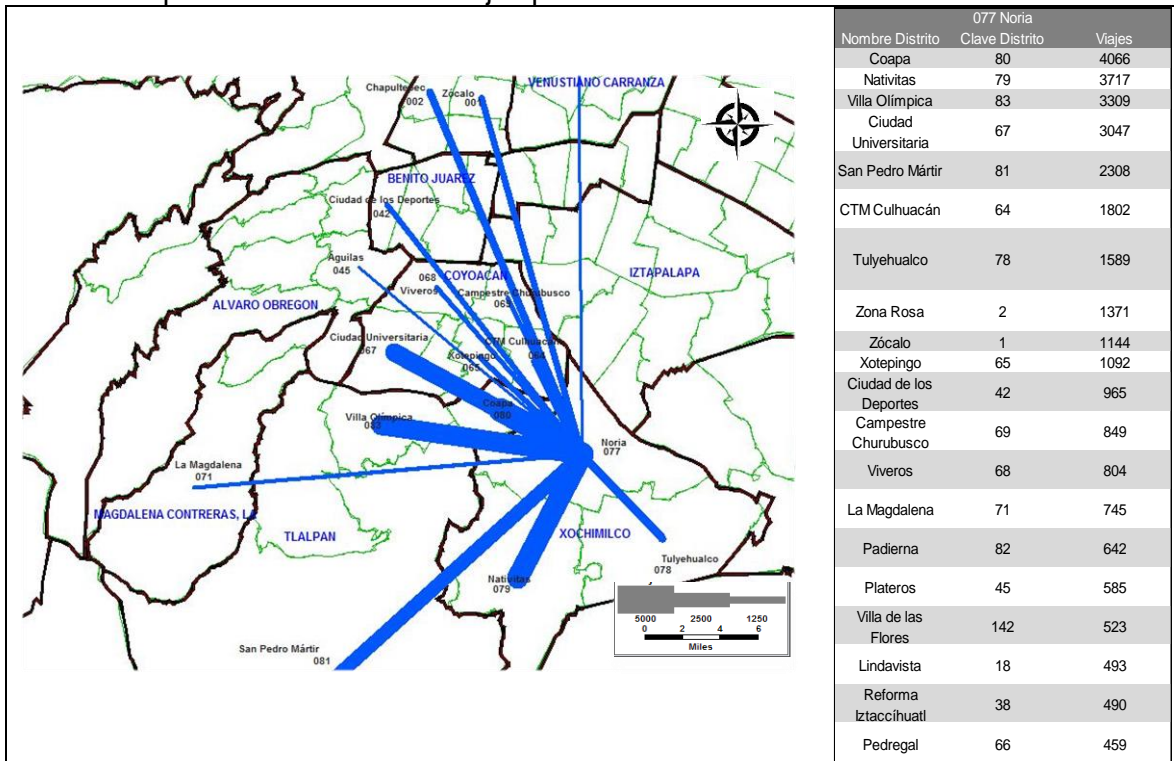 VENUSTIANO CARRANZA
Chapultepec
002
Zócalo
001
BENITO JUAREZ
Ciudad de los Deportes
042
Águilas
045
068
COYOACAN
IZTAPALAPA
Viveros
Campestre Churubusco
069
ALVARO OBREGON
Ciudad Universitaria
067
CTM Culhuacán
064
Xotepingo
065
Coapa
080
Villa Olímpica
083
Noria
077
La Magdalena
071
MAGDALENA CONTRERAS, LA
TLALPAN
XOCHIMILCO
Tulyehualco
078
Nativitas
079
San Pedro Mártir
081
5000 2500 1250
0 2 4 6
Miles
077 Noria
Nombre Distrito Clave Distrito Viajes
Coapa 80 4066
Nativitas 79 3717
Villa Olímpica 83 3309
Ciudad
Universitaria 67 3047
San Pedro Mártir 81 2308
CTM Culhuacán 64 1802
Tulyehualco 78 1589
Zona Rosa 2 1371
Zócalo 1 1144
Xotepingo 65 1092
Ciudad de los
Deportes 42 965
Campestre
Churubusco 69 849
Viveros 68 804
La Magdalena 71 745
Padierna 82 642
Plateros 45 585
Villa de las
Flores 142 523
Lindavista 18 493
Reforma
Iztaccíhuatl 38 490
Pedregal 66 459